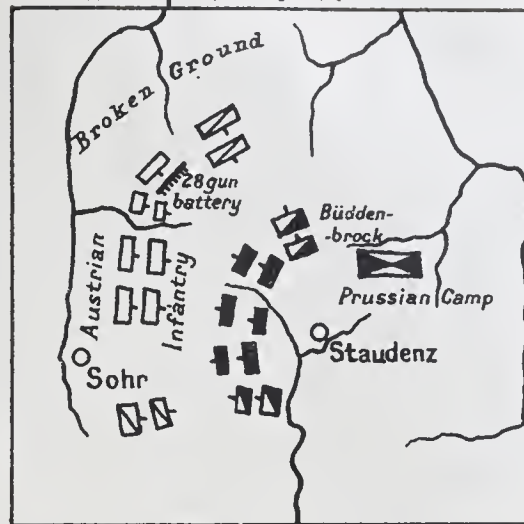 Broken Ground
28 gun
battery
Büdden-
-brock
Austrian
Infantry
Prussian Camp
Staudenz
Sohr